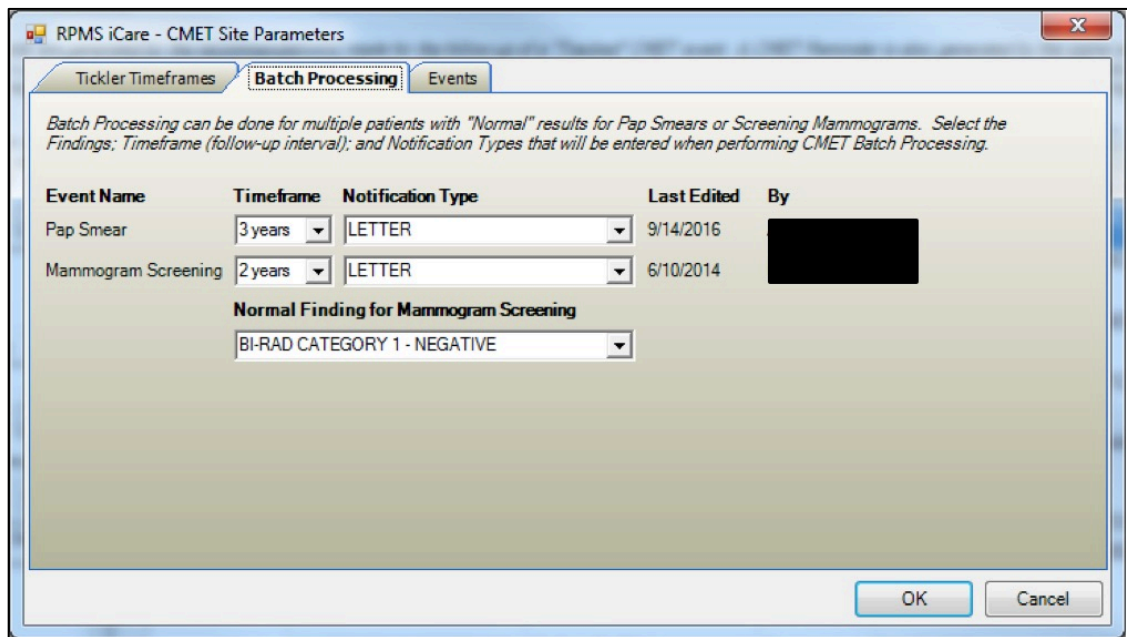 RPMS iCare - CMET Site Parameters
Tickler Timeframes Batch Processing Events
Batch Processing can be done for multiple patients with "Normal" results for Pap Smears or Screening Mammograms. Select the
Findings; Timeframe (follow-up interval); and Notification Types that will be entered when performing CMET Batch Processing.
Event Name Timeframe Notification Type Last Edited By
Pap Smear 3 years LETTER 9/14/2016
Mammogram Screening 2 years LETTER 6/10/2014
Normal Finding for Mammogram Screening
BI-RAD CATEGORY 1 - NEGATIVE
OK Cancel